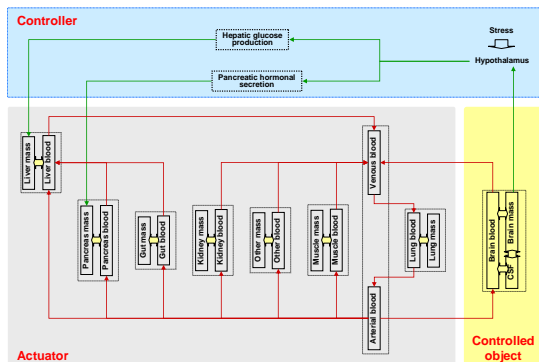 Controller
Hepatic glucose
production
Stress
Hypothalamus
Pancreatic hormonal
secretion
Liver mass
Liver blood
Venous blood
Pancreas mass
Pancreas blood
Gut mass
Gut blood
Kidney mass
Kidney blood
Other mass
Other blood
Muscle mass
Muscle blood
Lung blood
Lung mass
Brain blood
CSF
Brain mass
Arterial blood
Actuator
Controlled
object